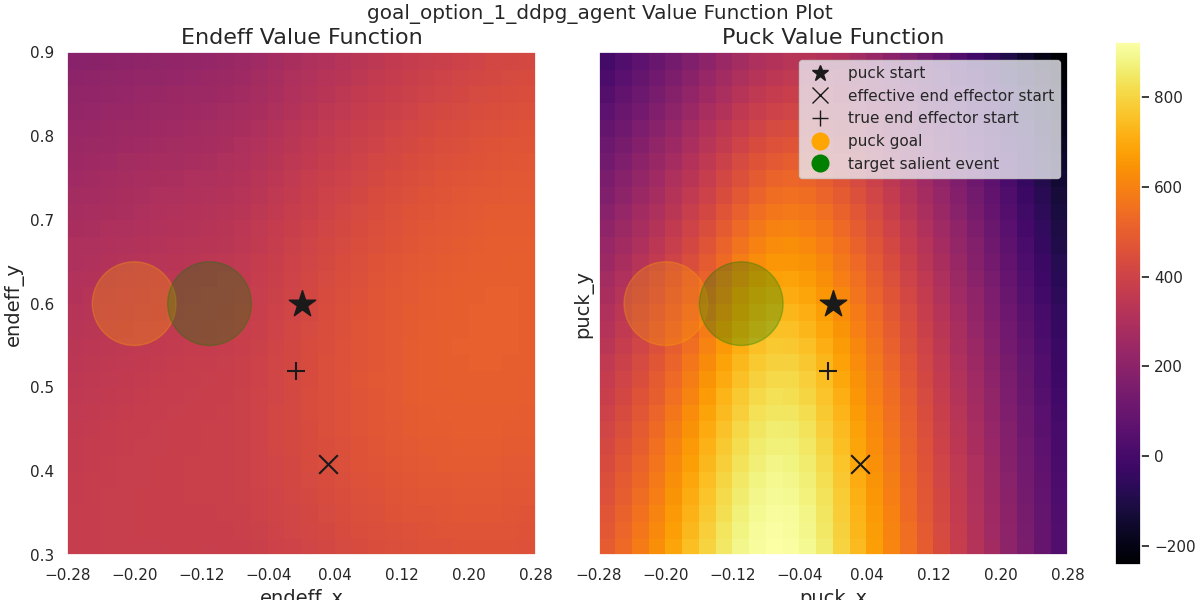 goal_option_1_ddpg_agent Value Function Plot
Endeff Value Function
Puck Value Function
endeff_y
0.9
0.8
0.7
0.6
0.5
0.4
0.3
−0.28 −0.20 −0.12 −0.04 0.04 0.12 0.20 0.28
endeff_x
puck_y
puck start
effective end effector start
true end effector start
puck goal
target salient event
−0.28 −0.20 −0.12 −0.04 0.04 0.12 0.20 0.28
puck_x
800
600
400
200
0
−200